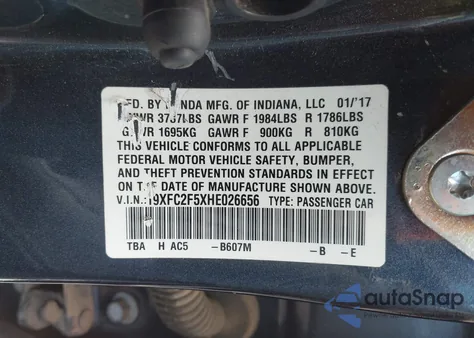 MFD. BY HONDA MFG. OF INDIANA, LLC 01/'17
GVWR 3737LBS GAWR F 1984LBS R 1786LBS
GVWR 1695KG GAWR F 900KG R 810KG
THIS VEHICLE CONFORMS TO ALL APPLICABLE
FEDERAL MOTOR VEHICLE SAFETY, BUMPER,
AND THEFT PREVENTION STANDARDS IN EFFECT
ON THE DATE OF MANUFACTURE SHOWN ABOVE.
V.I.N.: 19XFC2F5XHE026656 TYPE: PASSENGER CAR
TBA H AC5 -B607M -B -E
autoSnap